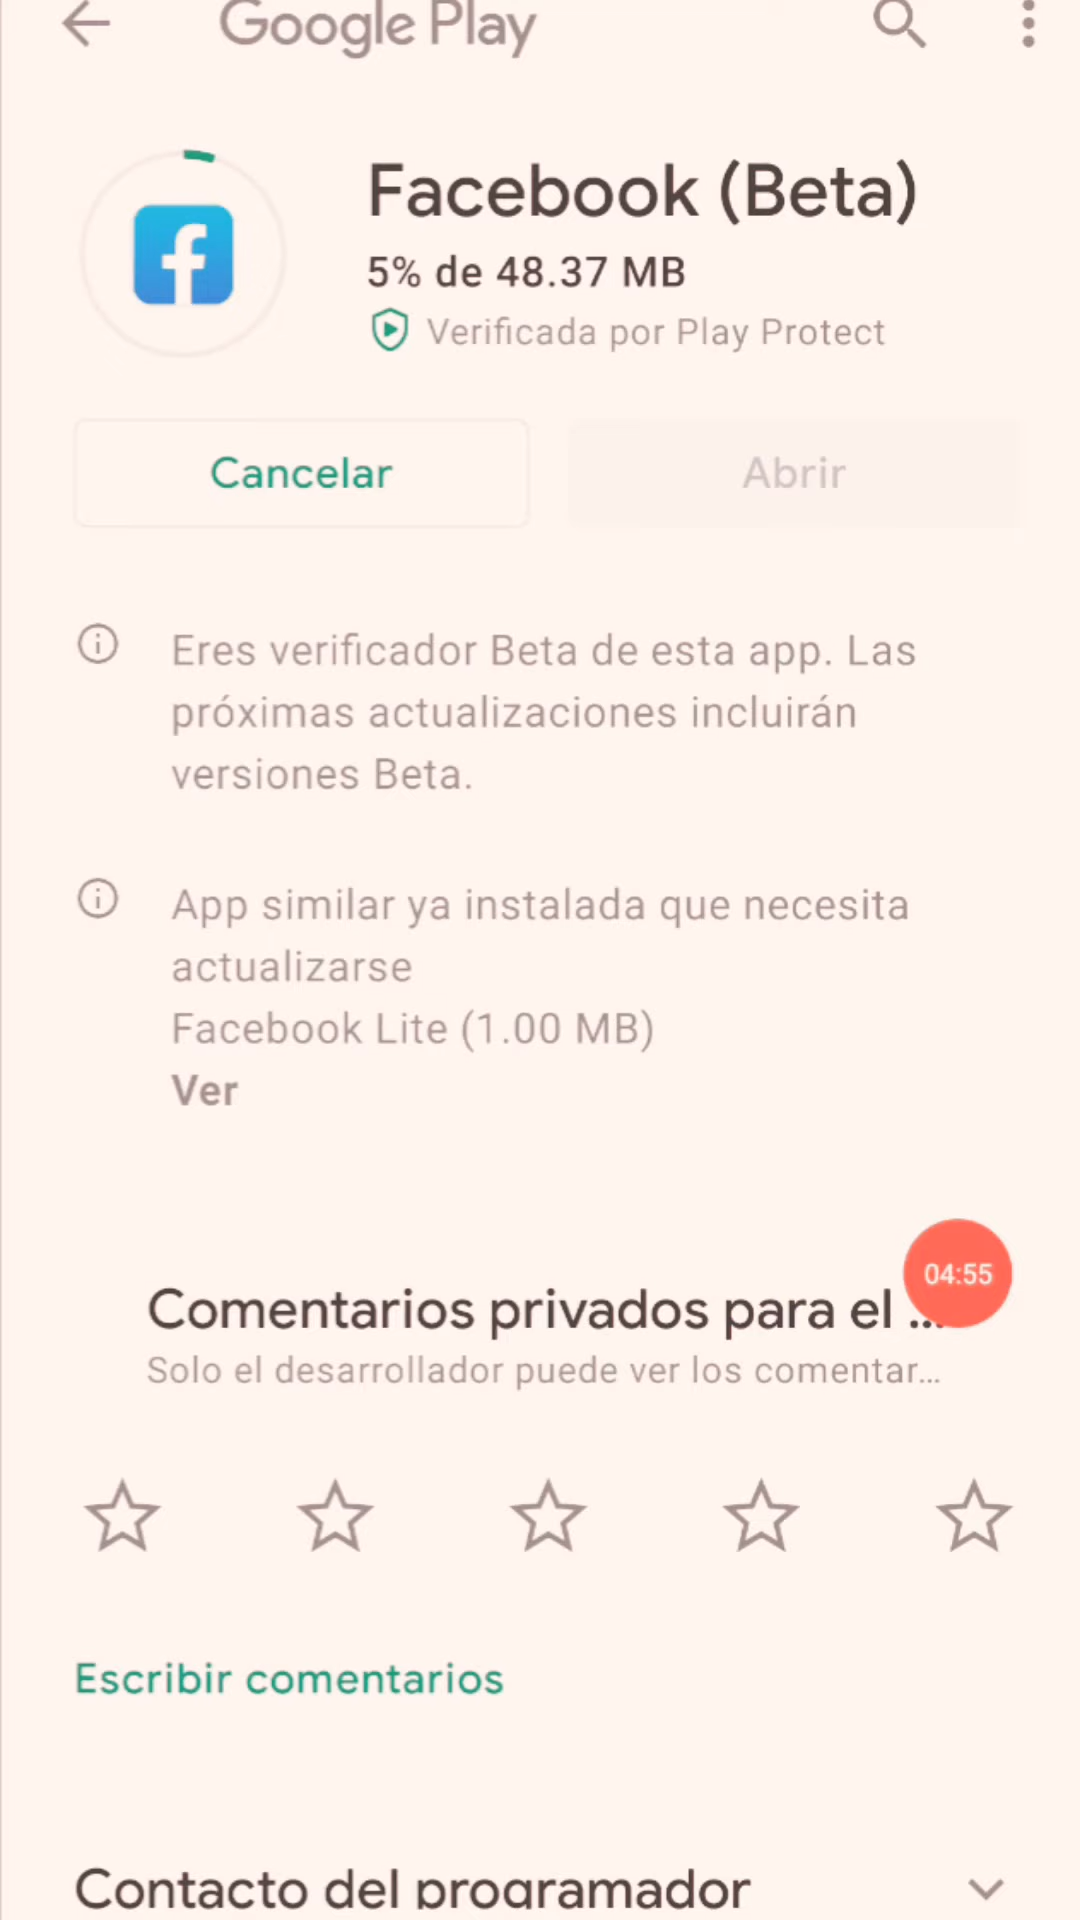 Google Play
Facebook (Beta)
5% de 48.37 MB
Verificada por Play Protect
Cancelar
Abrir
Eres verificador Beta de esta app. Las
próximas actualizaciones incluirán
versiones Beta.
App similar ya instalada que necesita
actualizarse
Facebook Lite (1.00 MB)
Ver
04:55
Comentarios privados para el ...
Solo el desarrollador puede ver los comentar...
Escribir comentarios
Contacto del programador